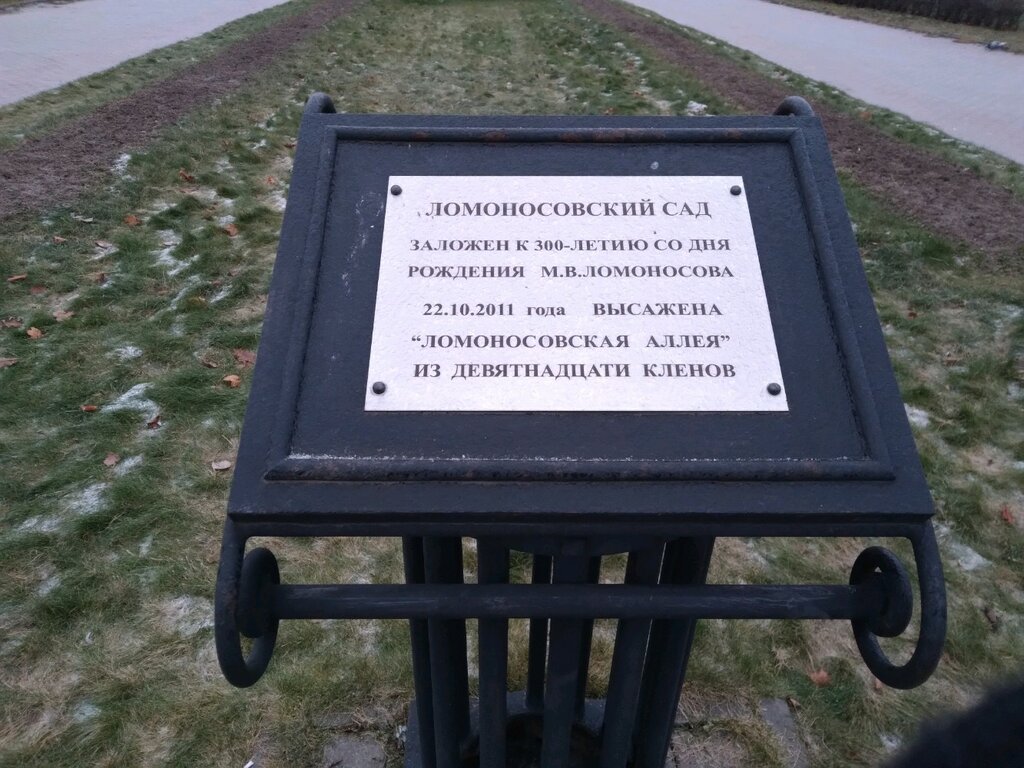 ЛОМОНОСОВСКИЙ САД
ЗАЛОЖЕН К 300-ЛЕТИЮ СО ДНЯ
РОЖДЕНИЯ М.В.ЛОМОНОСОВА
22.10.2011 года ВЫСАЖЕНА
“ЛОМОНОСОВСКАЯ АЛЛЕЯ”
ИЗ ДЕВЯТНАДЦАТИ КЛЕНОВ